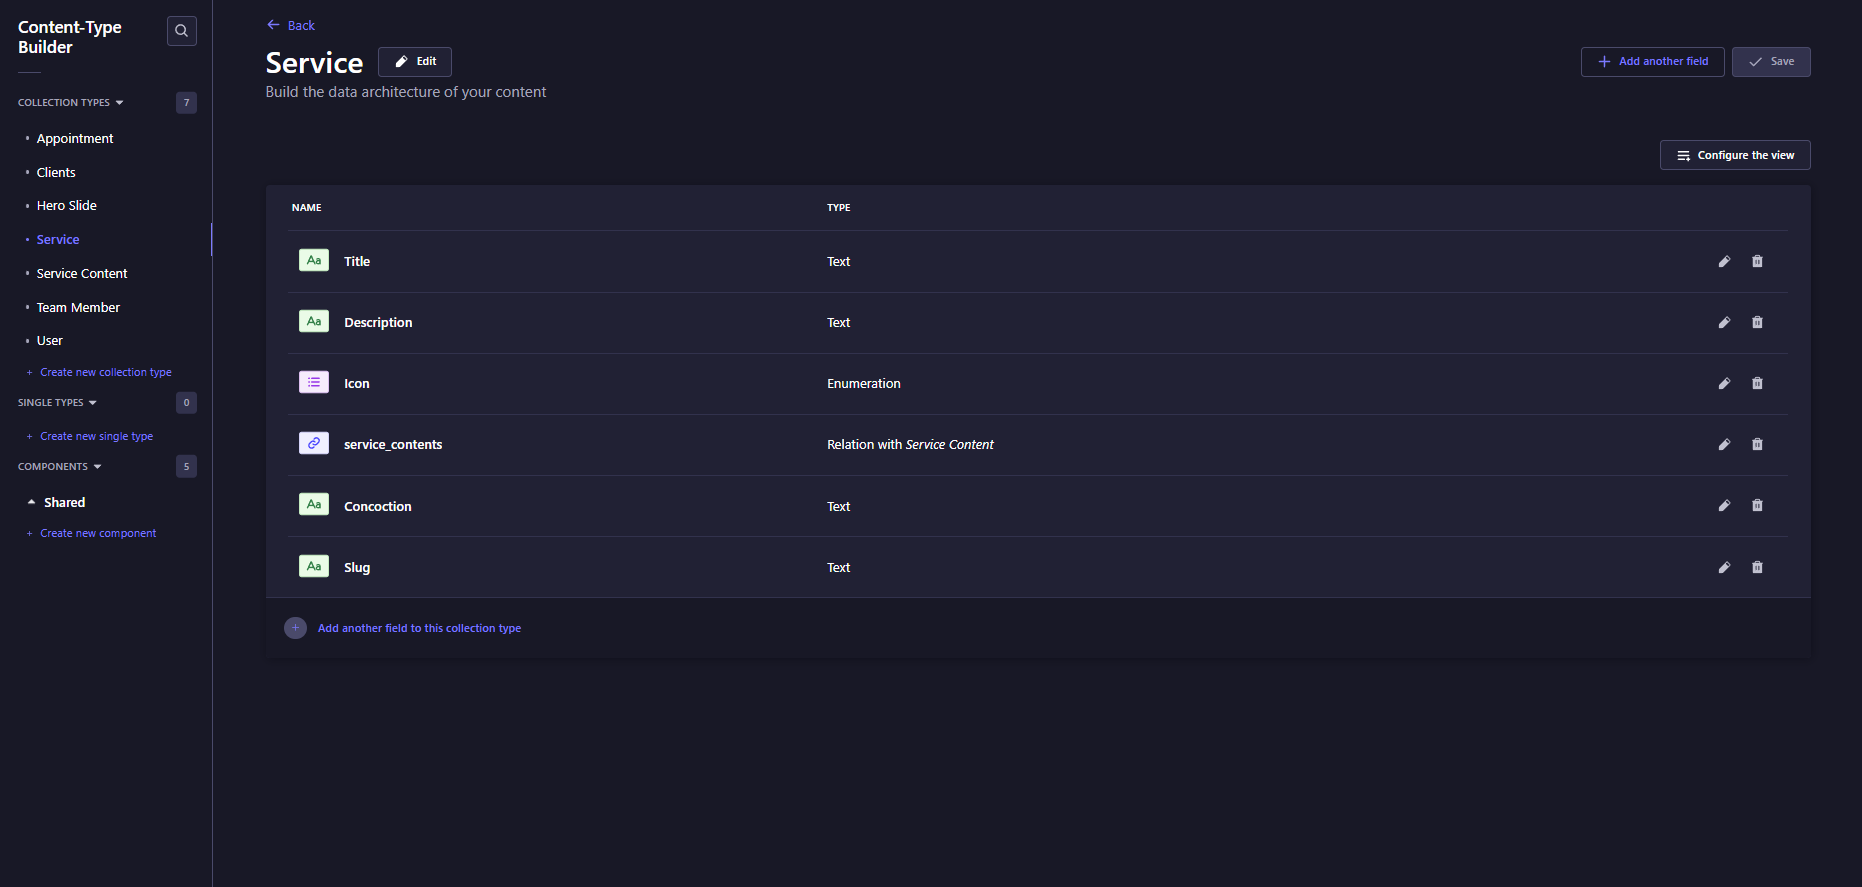 Content-Type
Builder
COLLECTION TYPES
7
Appointment
Clients
Hero Slide
Service
Service Content
Team Member
User
+ Create new collection type
SINGLE TYPES
0
+ Create new single type
COMPONENTS
5
Shared
+ Create new component
Back
Service
Edit
Build the data architecture of your content
Add another field
Save
Configure the view
NAME TYPE
Aa Title Text
Aa Description Text
Icon Enumeration
service_contents Relation with Service Content
Aa Concoction Text
Aa Slug Text
Add another field to this collection type